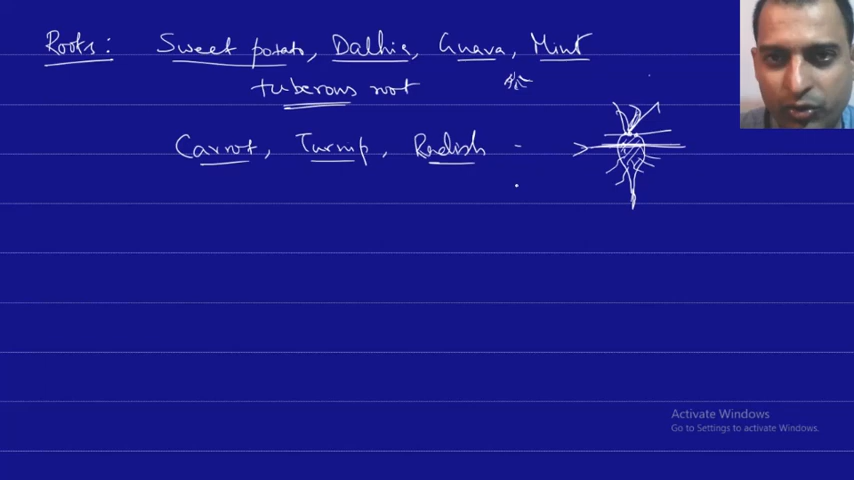 Roots: Sweet potato, Dalhia, Guava, Mint
tuberous root
Carrot, Turnip, Radish -
Activate Windows
Go to Settings to activate Windows.